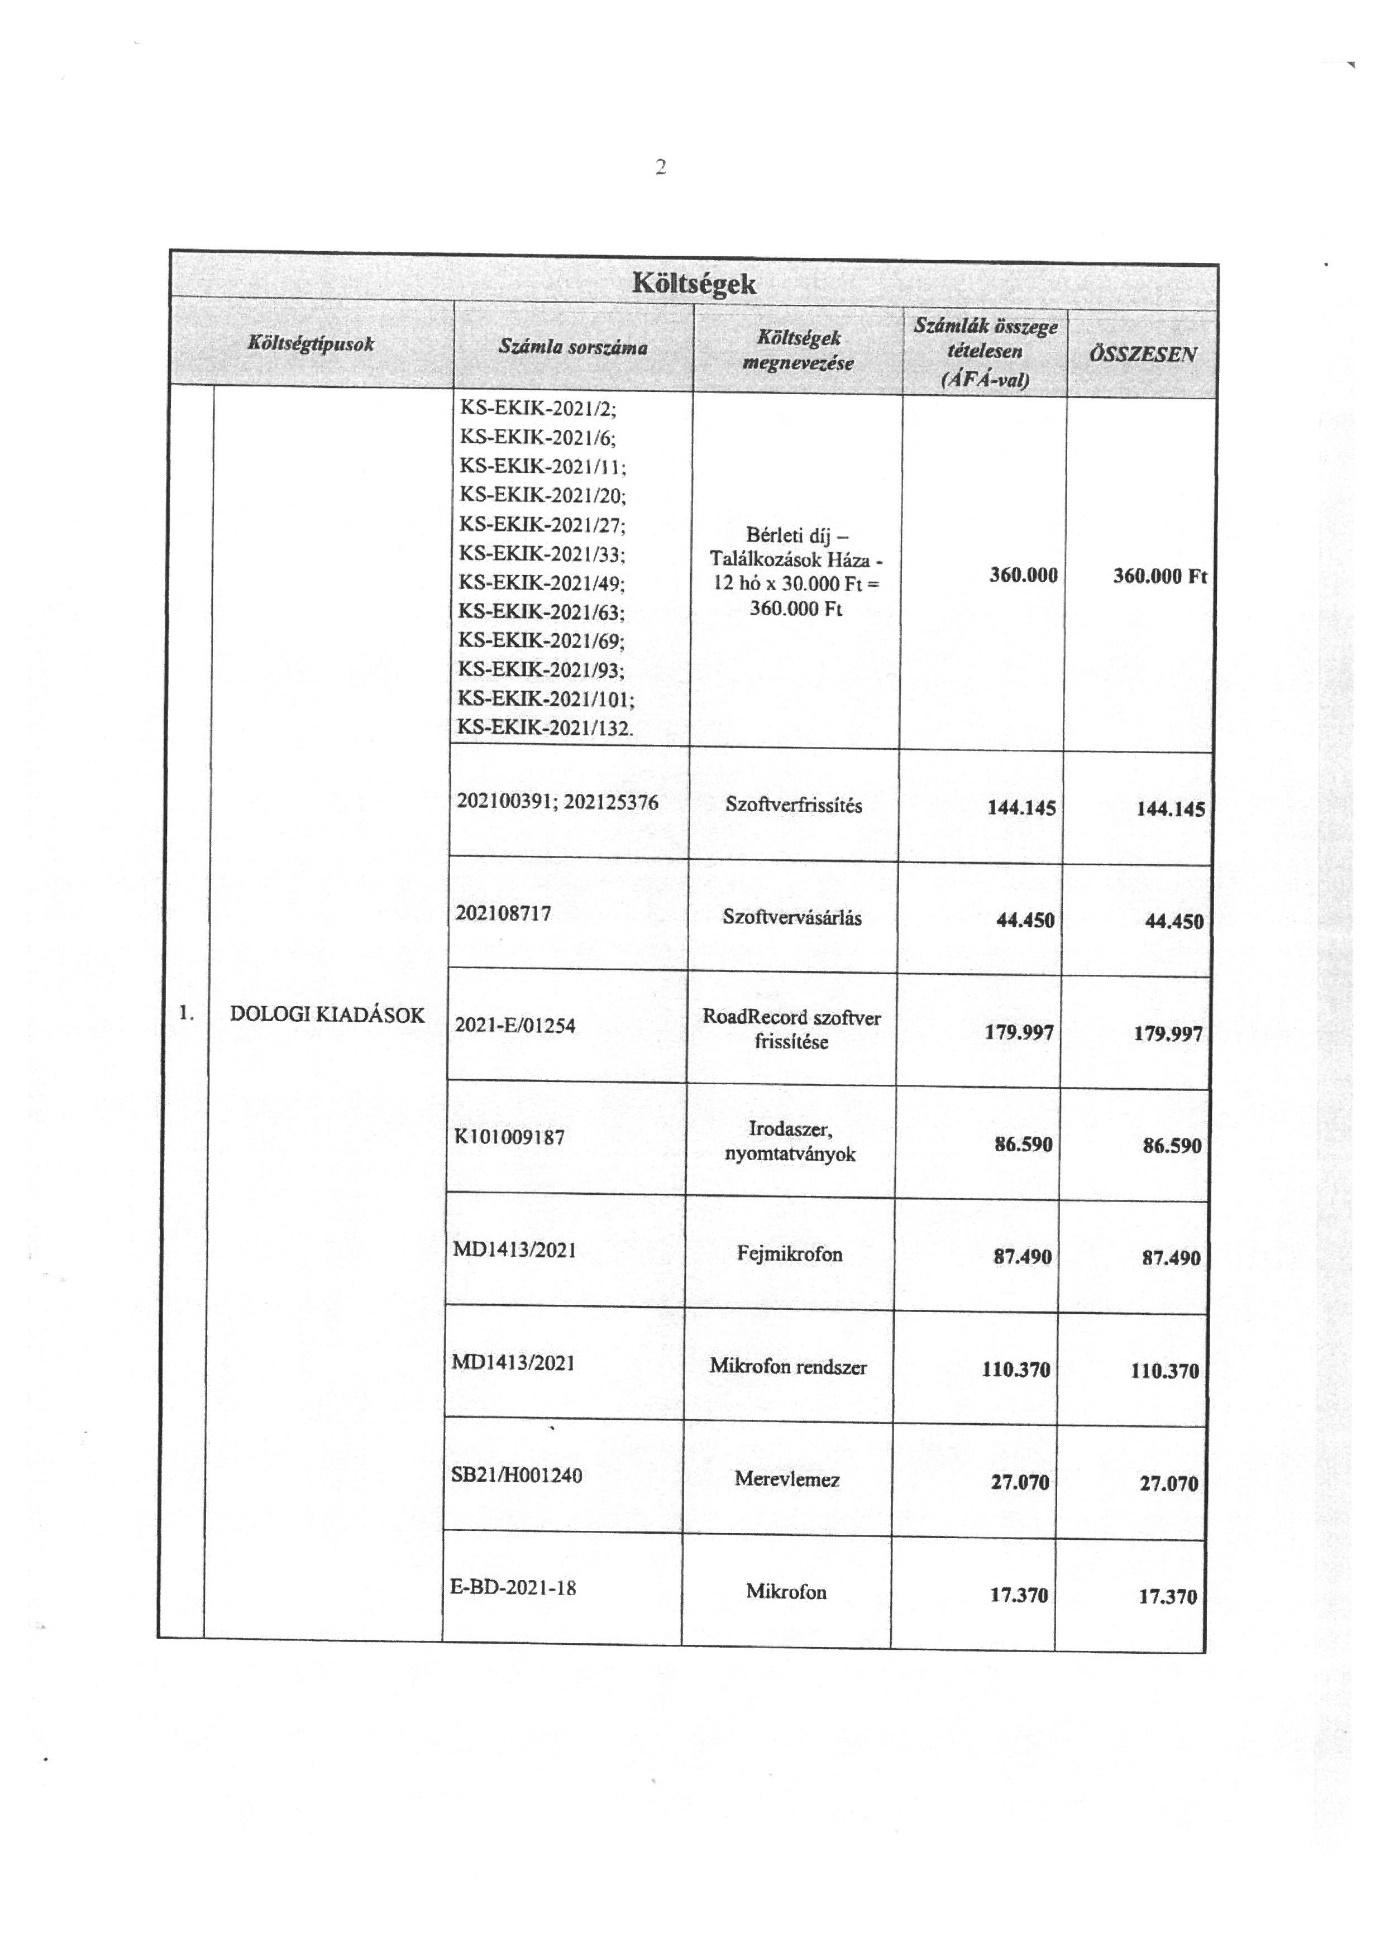 2
Költségek
Költségtípusok
Számla sorszáma
Költségek
megnevezése
Számlák összege
tételesen
(ÁFÁ-val)
ÖSSZESEN
1.
DOLOGI KIADÁSOK
KS-EKIK-2021/2;
KS-EKIK-2021/6;
KS-EKIK-2021/11;
KS-EKIK-2021/20;
KS-EKIK-2021/27;
KS-EKIK-2021/33;
KS-EKIK-2021/49;
KS-EKIK-2021/63;
KS-EKIK-2021/69;
KS-EKIK-2021/93;
KS-EKIK-2021/101;
KS-EKIK-2021/132.
Bérleti díj –
Találkozások Háza -
12 hó x 30.000 Ft =
360.000 Ft
360.000
360.000 Ft
202100391; 202125376
Szoftverfrissítés
144.145
144.145
202108717
Szoftvervásárlás
44.450
44.450
2021-E/01254
RoadRecord szoftver
frissítése
179.997
179.997
K101009187
Irodaszer,
nyomtatványok
86.590
86.590
MD1413/2021
Fejmikrofon
87.490
87.490
MD1413/2021
Mikrofon rendszer
110.370
110.370
SB21/H001240
Merevlemez
27.070
27.070
E-BD-2021-18
Mikrofon
17.370
17.370